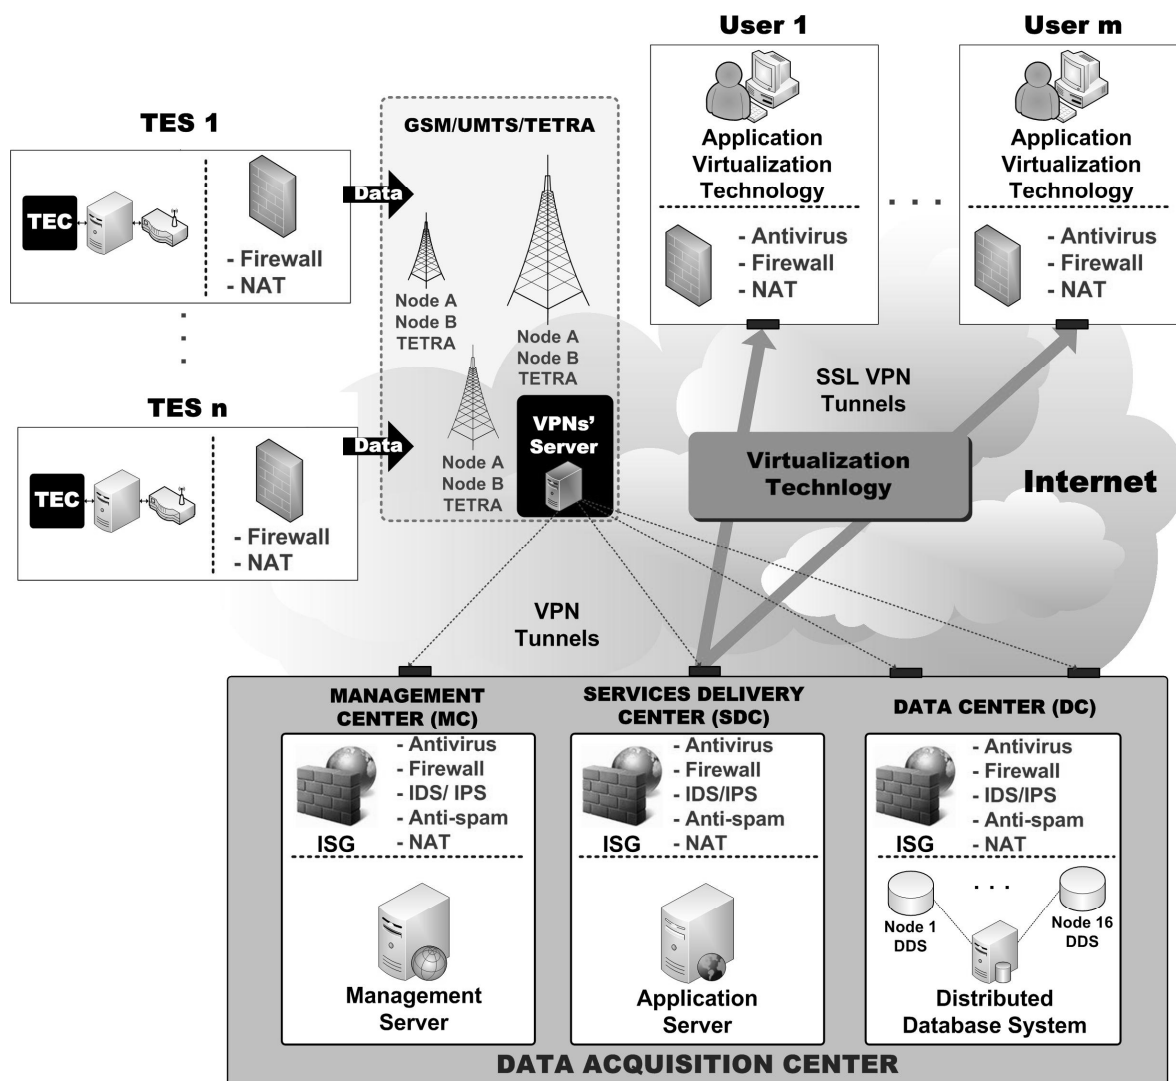 User 1
User m
TES 1
GSM/UMTS/TETRA
Application
Virtualization
Technology
Application
Virtualization
Technology
. . .
TEC
- Firewall
- NAT
Data
Node A
Node B
TETRA
Node A
Node B
TETRA
- Antivirus
- Firewall
- NAT
- Antivirus
- Firewall
- NAT
TES n
TEC
- Firewall
- NAT
Data
Node A
Node B
TETRA
VPNs'
Server
SSL VPN
Tunnels
Virtualization
Technlogy
Internet
VPN
Tunnels
MANAGEMENT
CENTER (MC)
- Antivirus
- Firewall
- IDS/ IPS
- Anti-spam
- NAT
ISG
Management
Server
SERVICES DELIVERY
CENTER (SDC)
- Antivirus
- Firewall
- IDS/IPS
- Anti-spam
- NAT
ISG
Application
Server
DATA CENTER (DC)
- Antivirus
- Firewall
- IDS/IPS
- Anti-spam
- NAT
ISG
. . .
Node 1
DDS
Node 16
DDS
Distributed
Database System
DATA ACQUISITION CENTER